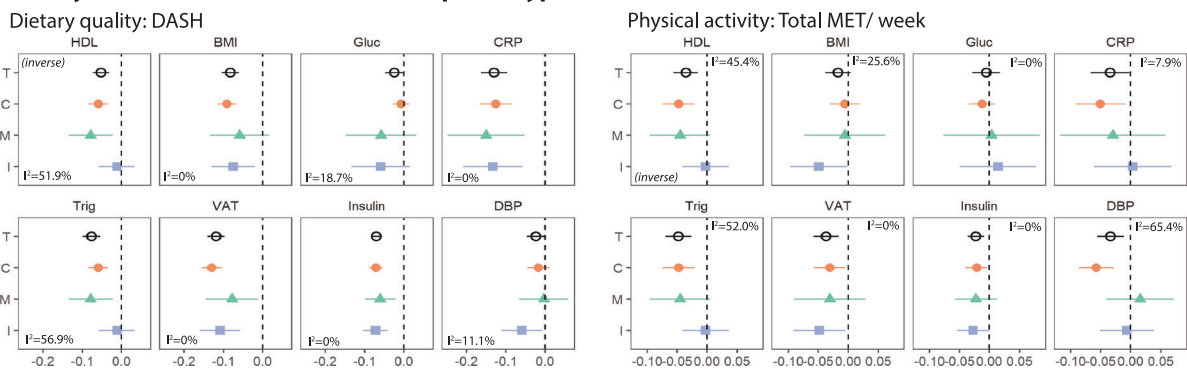 Dietary quality: DASH
Physical activity: Total MET/ week
HDL BMI Gluc CRP
HDL BMI Gluc CRP
(inverse)
T
C
M
I
I²=51.9% I²=0% I²=18.7% I²=0%
I²=45.4% I²=25.6% I²=0% I²=7.9%
T
C
M
I
(inverse)
Trig VAT Insulin DBP
Trig VAT Insulin DBP
T
C
M
I
I²=56.9% I²=0% I²=0% I²=11.1%
I²=52.0% I²=0% I²=0% I²=65.4%
T
C
M
I
-0.2 -0.1 0.0 -0.2 -0.1 0.0 -0.2 -0.1 0.0 -0.2 -0.1 0.0
-0.10 -0.05 0.00 0.05 -0.10 -0.05 0.00 0.05 -0.10 -0.05 0.00 0.05 -0.10 -0.05 0.00 0.05